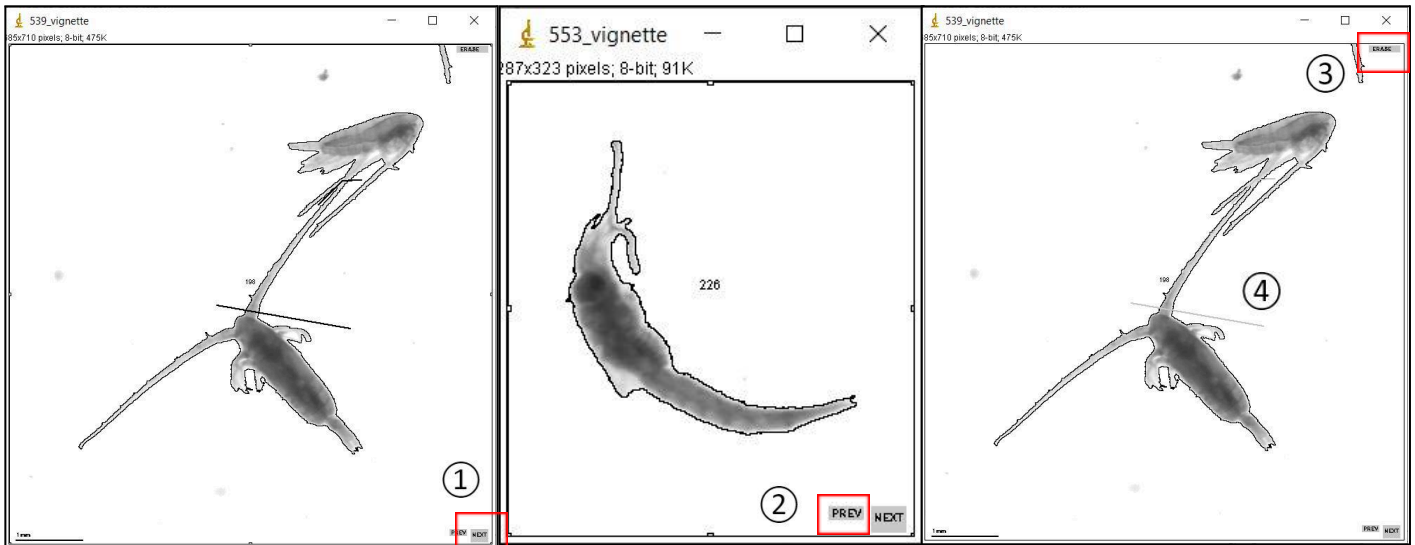 539_vignette
85x710 pixels; 8-bit; 475K
ERASE
198
①
PREV NEXT
1 mm
553_vignette
287x323 pixels; 8-bit; 91K
226
②
PREV NEXT
539_vignette
85x710 pixels; 8-bit; 475K
ERASE
③
198
④
PREV NEXT
1 mm